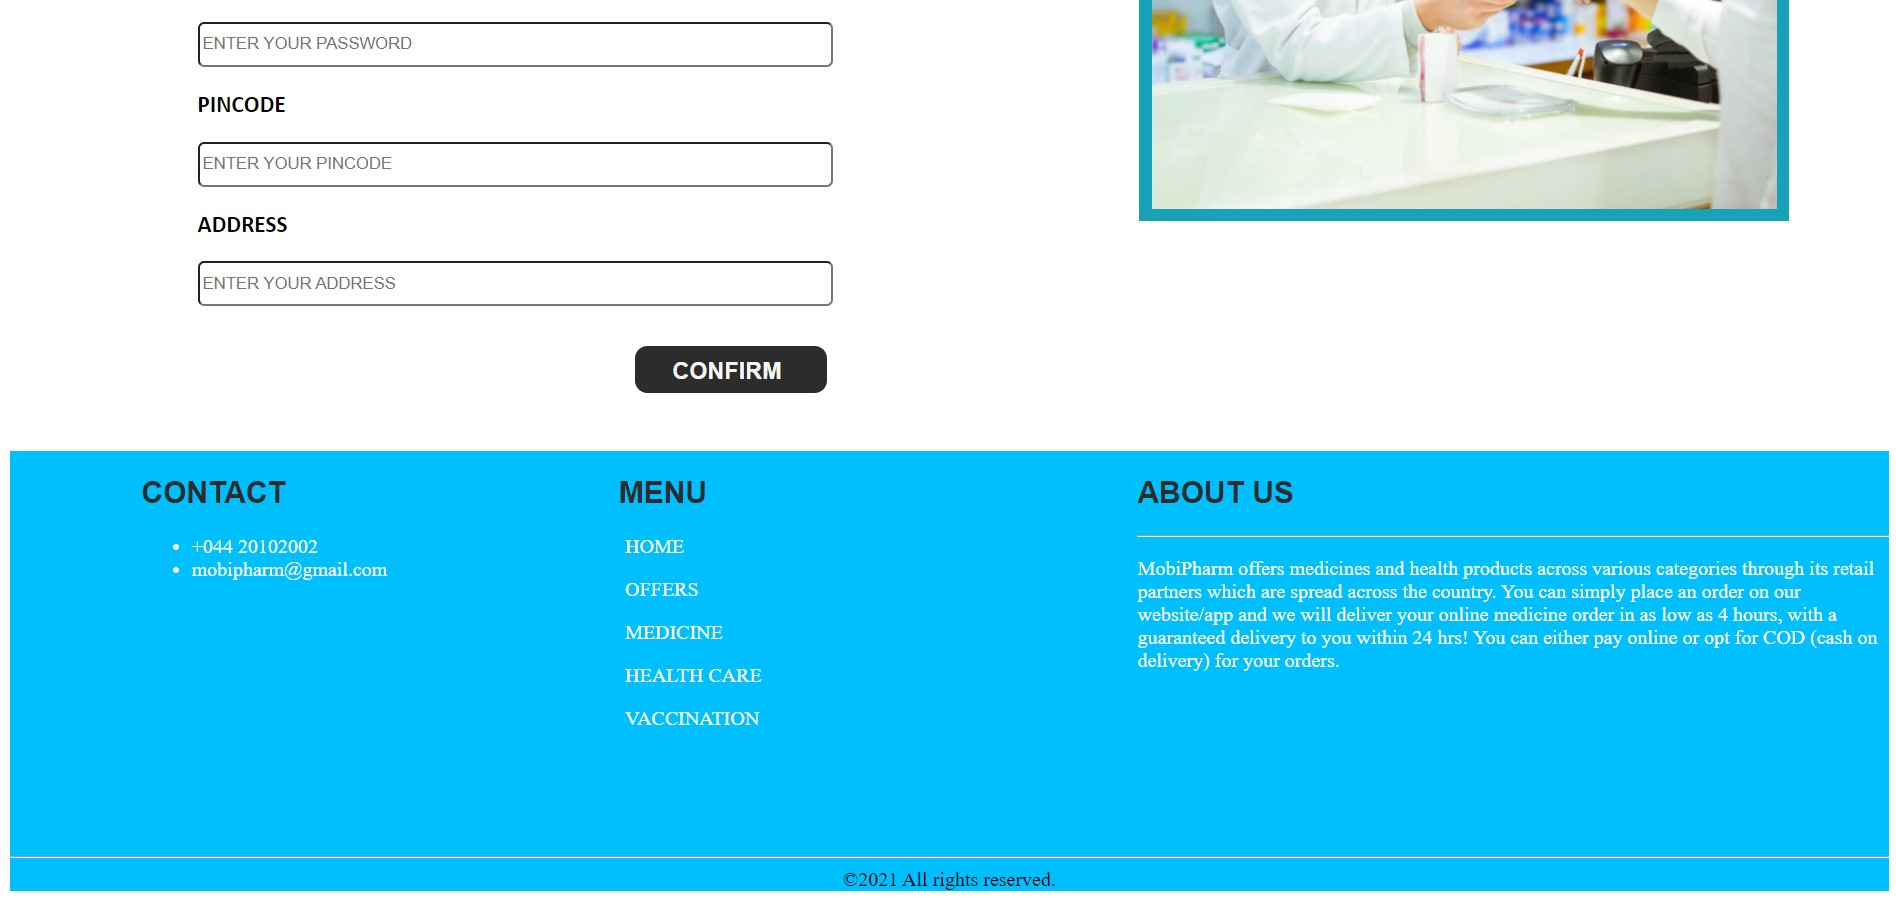 ENTER YOUR PASSWORD
PINCODE
ENTER YOUR PINCODE
ADDRESS
ENTER YOUR ADDRESS
CONFIRM
CONTACT
+044 20102002
mobipharm@gmail.com
MENU
HOME
OFFERS
MEDICINE
HEALTH CARE
VACCINATION
ABOUT US
MobiPharm offers medicines and health products across various categories through its retail
partners which are spread across the country. You can simply place an order on our
website/app and we will deliver your online medicine order in as low as 4 hours, with a
guaranteed delivery to you within 24 hrs! You can either pay online or opt for COD (cash on
delivery) for your orders.
©2021 All rights reserved.